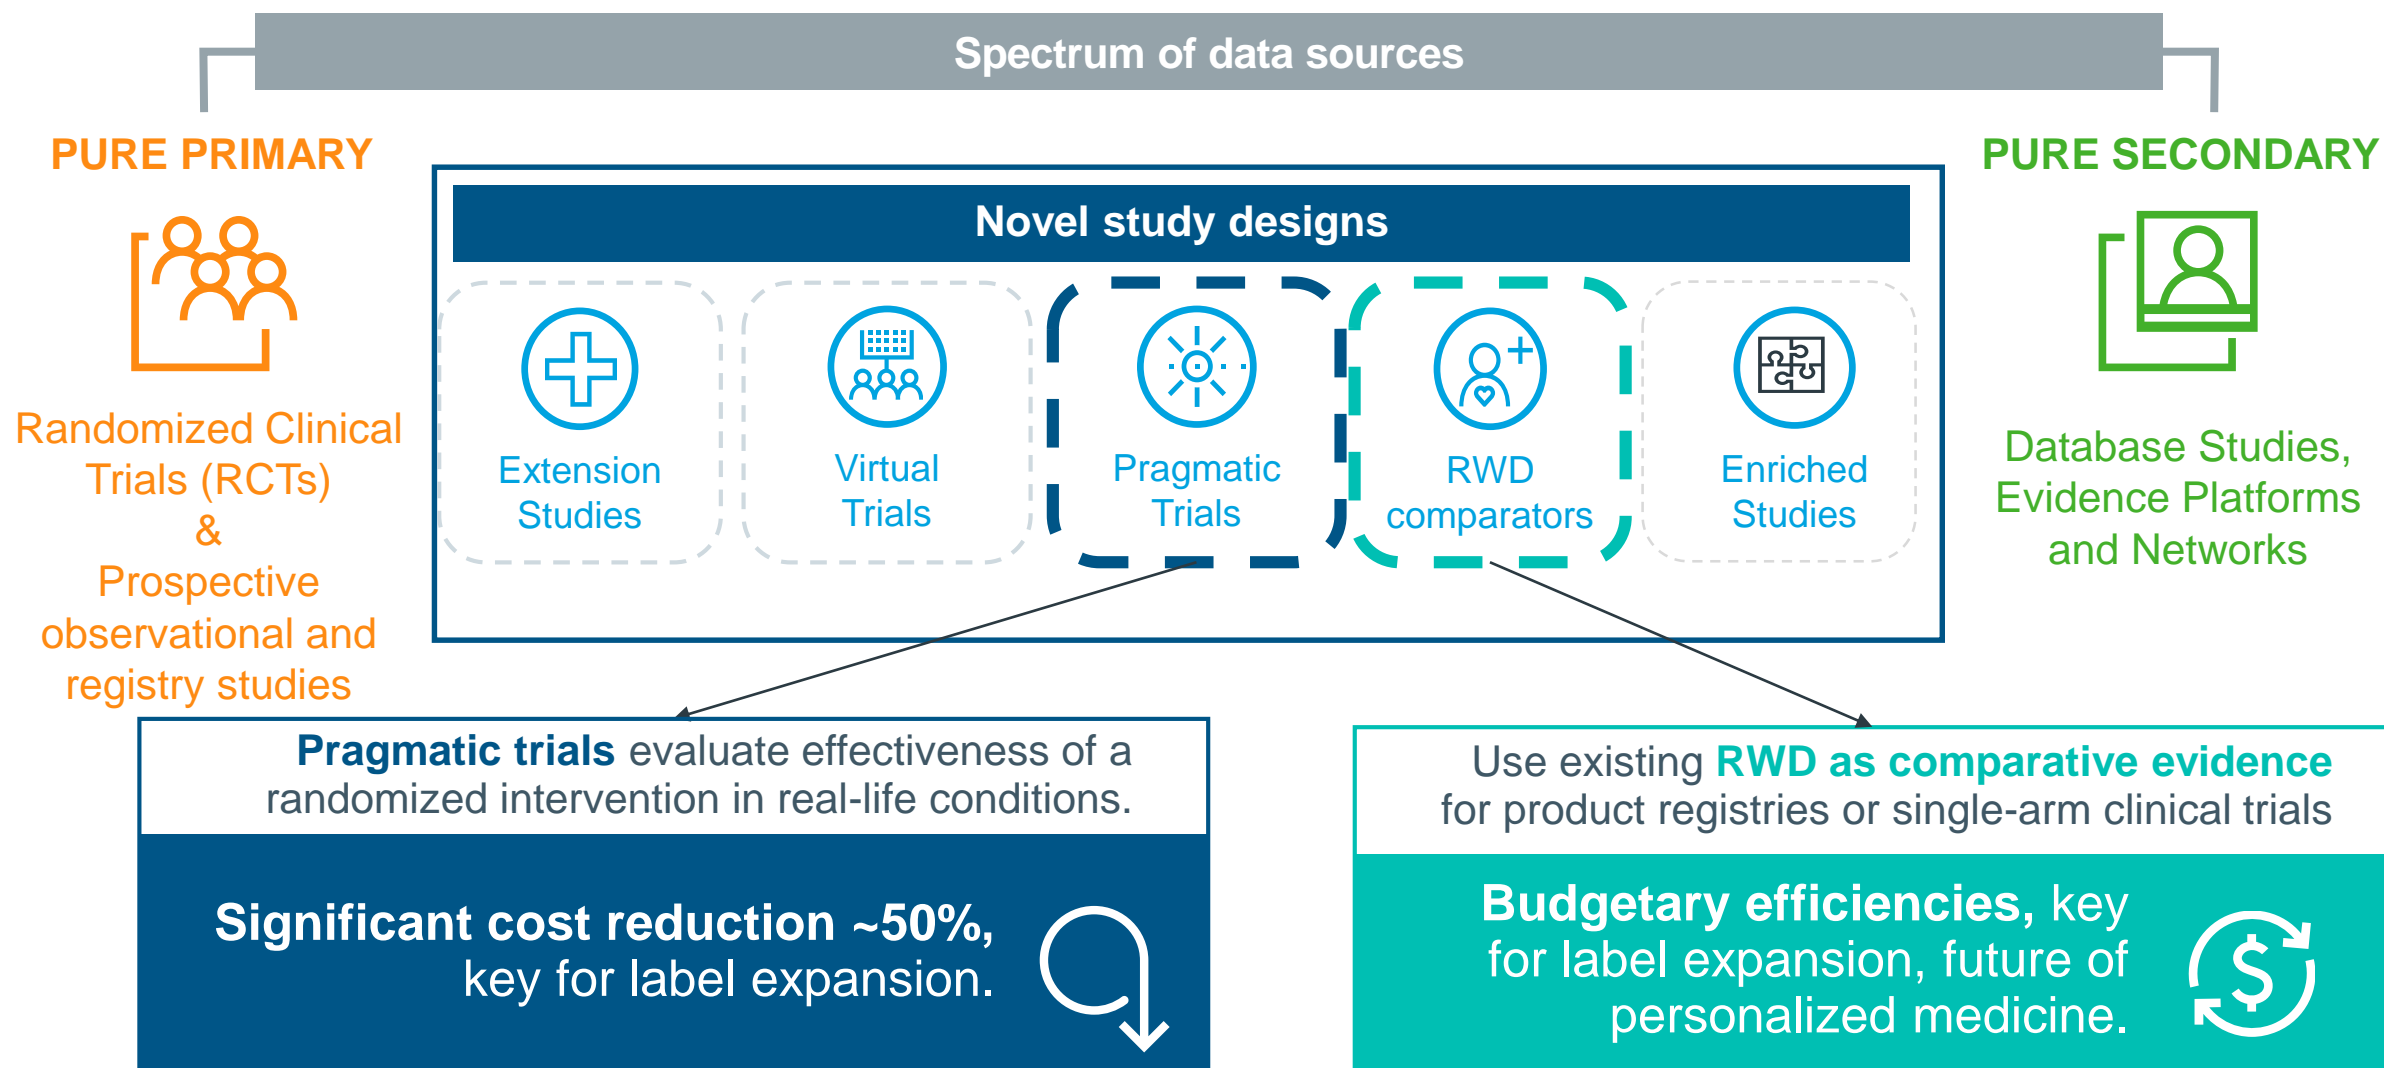 Spectrum of data sources
PURE PRIMARY
Randomized Clinical
Trials (RCTs)
&
Prospective
observational and
registry studies
Novel study designs
Extension
Studies
Virtual
Trials
Pragmatic
Trials
RWD
comparators
Enriched
Studies
PURE SECONDARY
Database Studies,
Evidence Platforms
and Networks
Pragmatic trials evaluate effectiveness of a
randomized intervention in real-life conditions.
Significant cost reduction ~50%,
key for label expansion.
Use existing RWD as comparative evidence
for product registries or single-arm clinical trials
Budgetary efficiencies, key
for label expansion, future of
personalized medicine.
$